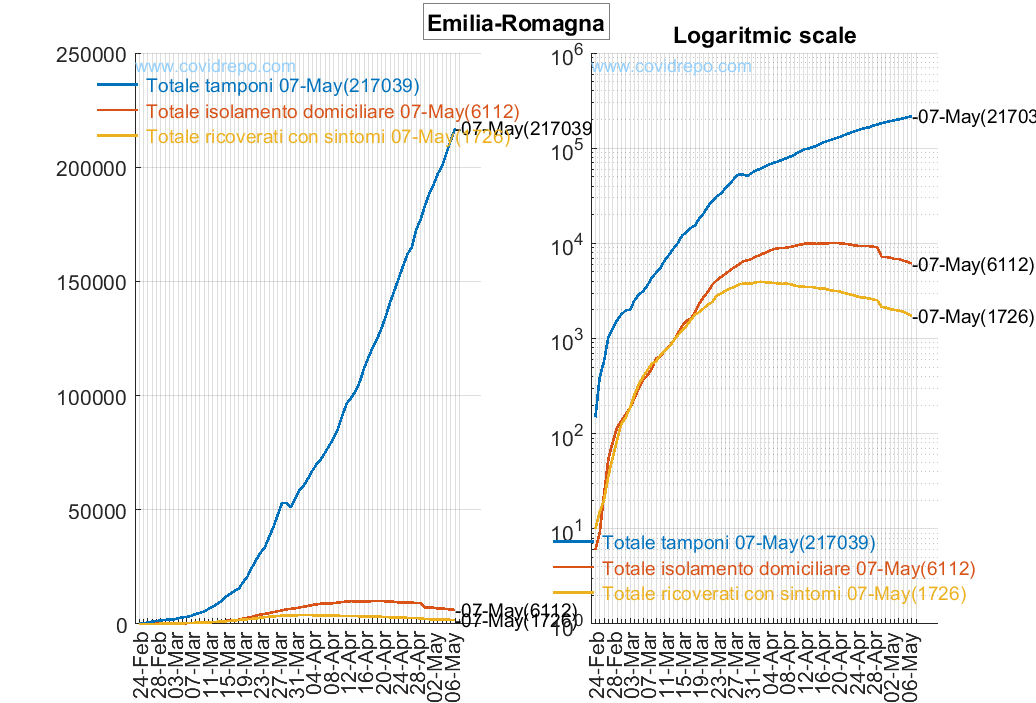 Emilia-Romagna
Logaritmic scale
250000
200000
150000
100000
50000
0
www.covidrepo.com
Totale tamponi 07-May(217039)
Totale isolamento domiciliare 07-May(6112)
Totale ricoverati con sintomi 07-May(1726)
-07-May(217039
-07-May(6112)
-07-May(1726)
24-Feb
28-Feb
03-Mar
07-Mar
11-Mar
15-Mar
19-Mar
23-Mar
27-Mar
31-Mar
04-Apr
08-Apr
12-Apr
16-Apr
20-Apr
24-Apr
28-Apr
02-May
06-May
10^6
10^5
10^4
10^3
10^2
10^1
10^0
www.covidrepo.com
-07-May(2170
-07-May(6112)
-07-May(1726)
Totale tamponi 07-May(217039)
Totale isolamento domiciliare 07-May(6112)
Totale ricoverati con sintomi 07-May(1726)
24-Feb
28-Feb
03-Mar
07-Mar
11-Mar
15-Mar
19-Mar
23-Mar
27-Mar
31-Mar
04-Apr
08-Apr
12-Apr
16-Apr
20-Apr
24-Apr
28-Apr
02-May
06-May